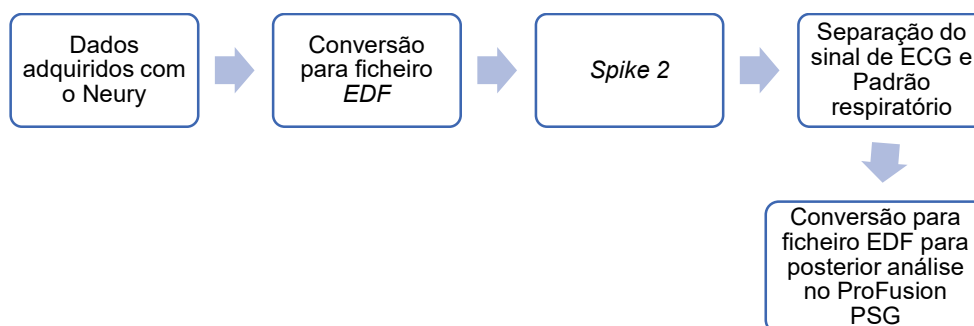 Dados
adquiridos com
o Neury
Conversão
para ficheiro
EDF
Spike 2
Separação do
sinal de ECG e
Padrão
respiratório
Conversão para
ficheiro EDF para
posterior análise
no ProFusion
PSG